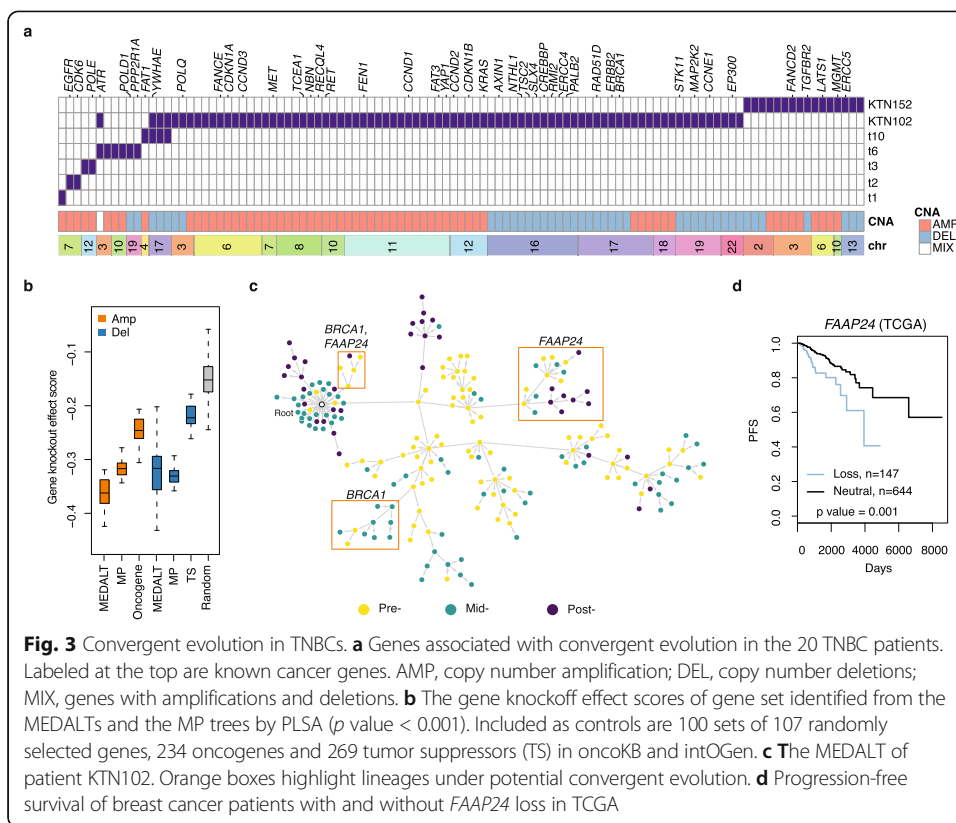 a
EGFR
CDK6
POLE
ATR
POLD1
PPP2R1A
FAT1
YWHAE
POLQ
FANCE
CDKN1A
CCND3
MET
TCEA1
NBN
RECQL4
RET
FEN1
CCND1
FAT3
YAP1
CCND2
CDKN1B
KRAS
AXIN1
NTHL1
TSC2
SLX4
CREBBP
RMI2
ERCC4
PALB2
RAD51D
ERBB2
BRCA1
STK11
MAP2K2
CCNE1
EP300
FANCD2
TGFBR2
LATS1
MGMT
ERCC5
KTN152
KTN102
t10
t6
t3
t2
t1
CNA
CNA
AMP
DEL
MIX
7 12 3 10 19 4 17 3 6 7 8 10 11 12 16 17 18 19 22 2 3 6 10 13 chr
b
Amp
Del
Gene knockout effect score
-0.1
-0.2
-0.3
-0.4
MEDALT
MP
Oncogene
MEDALT
MP
TS
Random
c
BRCA1,
FAAP24
FAAP24
Root
BRCA1
Pre- Mid- Post-
d
FAAP24 (TCGA)
PFS
1.0
0.8
0.6
0.4
0.2
0.0
Loss, n=147
Neutral, n=644
p value = 0.001
0 2000 4000 6000 8000
Days
Fig. 3 Convergent evolution in TNBCs. a Genes associated with convergent evolution in the 20 TNBC patients.
Labeled at the top are known cancer genes. AMP, copy number amplification; DEL, copy number deletions;
MIX, genes with amplifications and deletions. b The gene knockoff effect scores of gene set identified from the
MEDALTs and the MP trees by PLSA (p value < 0.001). Included as controls are 100 sets of 107 randomly
selected genes, 234 oncogenes and 269 tumor suppressors (TS) in oncoKB and intOGen. c The MEDALT of
patient KTN102. Orange boxes highlight lineages under potential convergent evolution. d Progression-free
survival of breast cancer patients with and without FAAP24 loss in TCGA